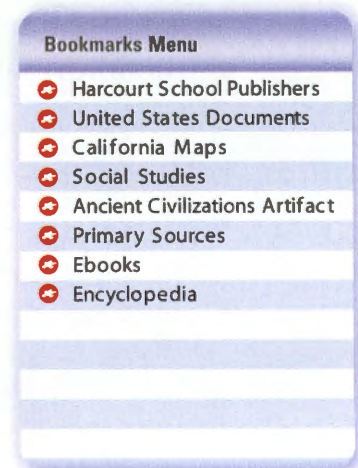 Bookmarks Menu
Harcourt School Publishers
United States Documents
California Maps
Social Studies
Ancient Civilizations Artifact
Primary Sources
Ebooks
Encyclopedia